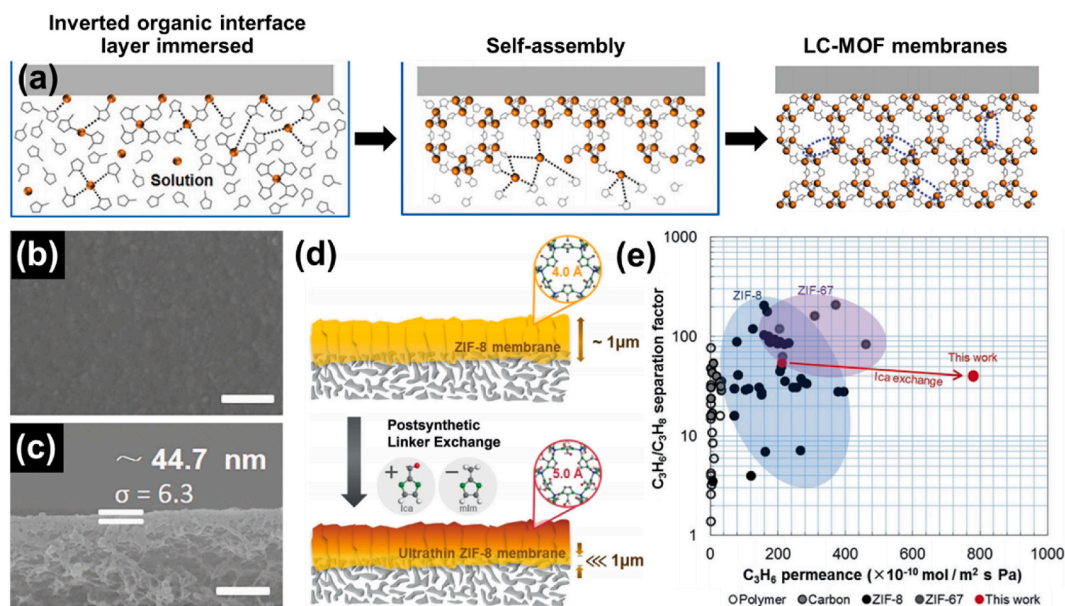 Inverted organic interface
layer immersed
Self-assembly
LC-MOF membranes
(a)
Solution
(b)
(c)
~ 44.7 nm
σ = 6.3
(d)
4.0 Å
ZIF-8 membrane
~ 1μm
Postsynthetic
Linker Exchange
+
−
Ica
mIm
5.0 Å
Ultrathin ZIF-8 membrane
<<< 1μm
(e)
C₃H₆/C₃H₈ separation factor
1000
100
10
1
ZIF-8
ZIF-67
This work
Ica exchange
0 200 400 600 800 1000
C₃H₆ permeance (×10⁻¹⁰ mol / m² s Pa)
Polymer Carbon ZIF-8 ZIF-67 This work